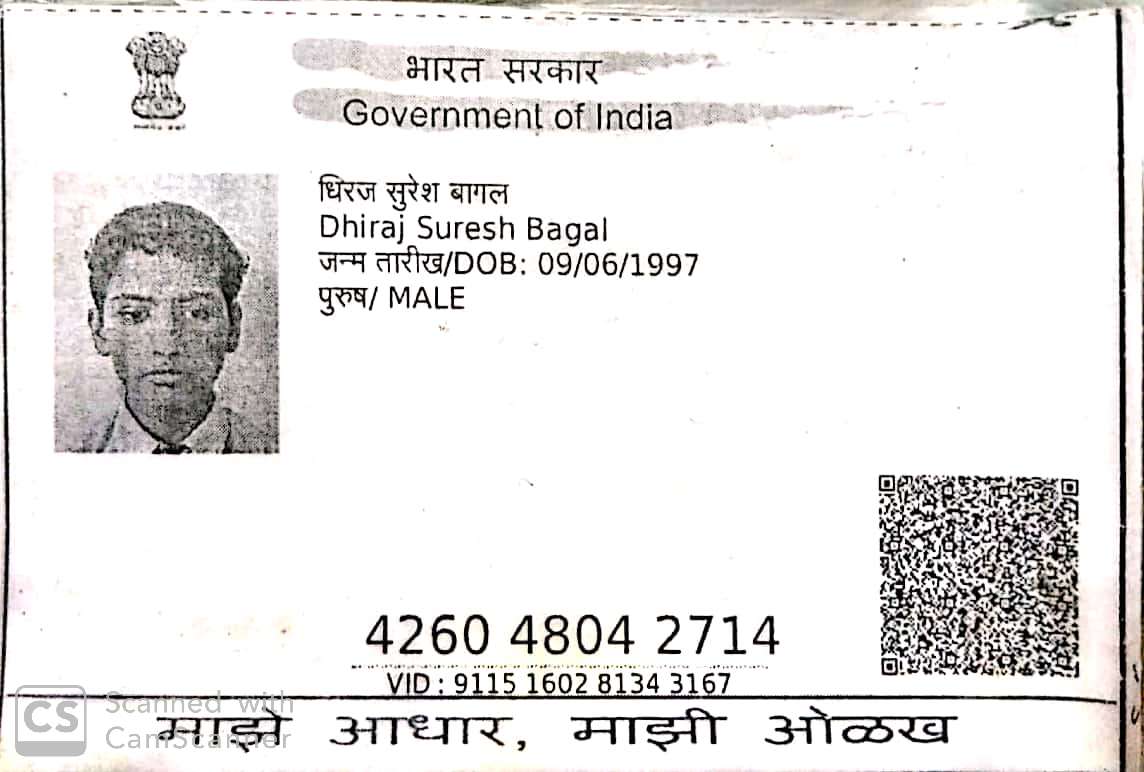 भारत सरकार
Government of India
धिरज सुरेश बागल
Dhiraj Suresh Bagal
जन्म तारीख/DOB: 09/06/1997
पुरुष/ MALE
4260 4804 2714
VID : 9115 1602 8134 3167
माझे आधार, माझी ओळख
CS
Scanned with
CamScanner